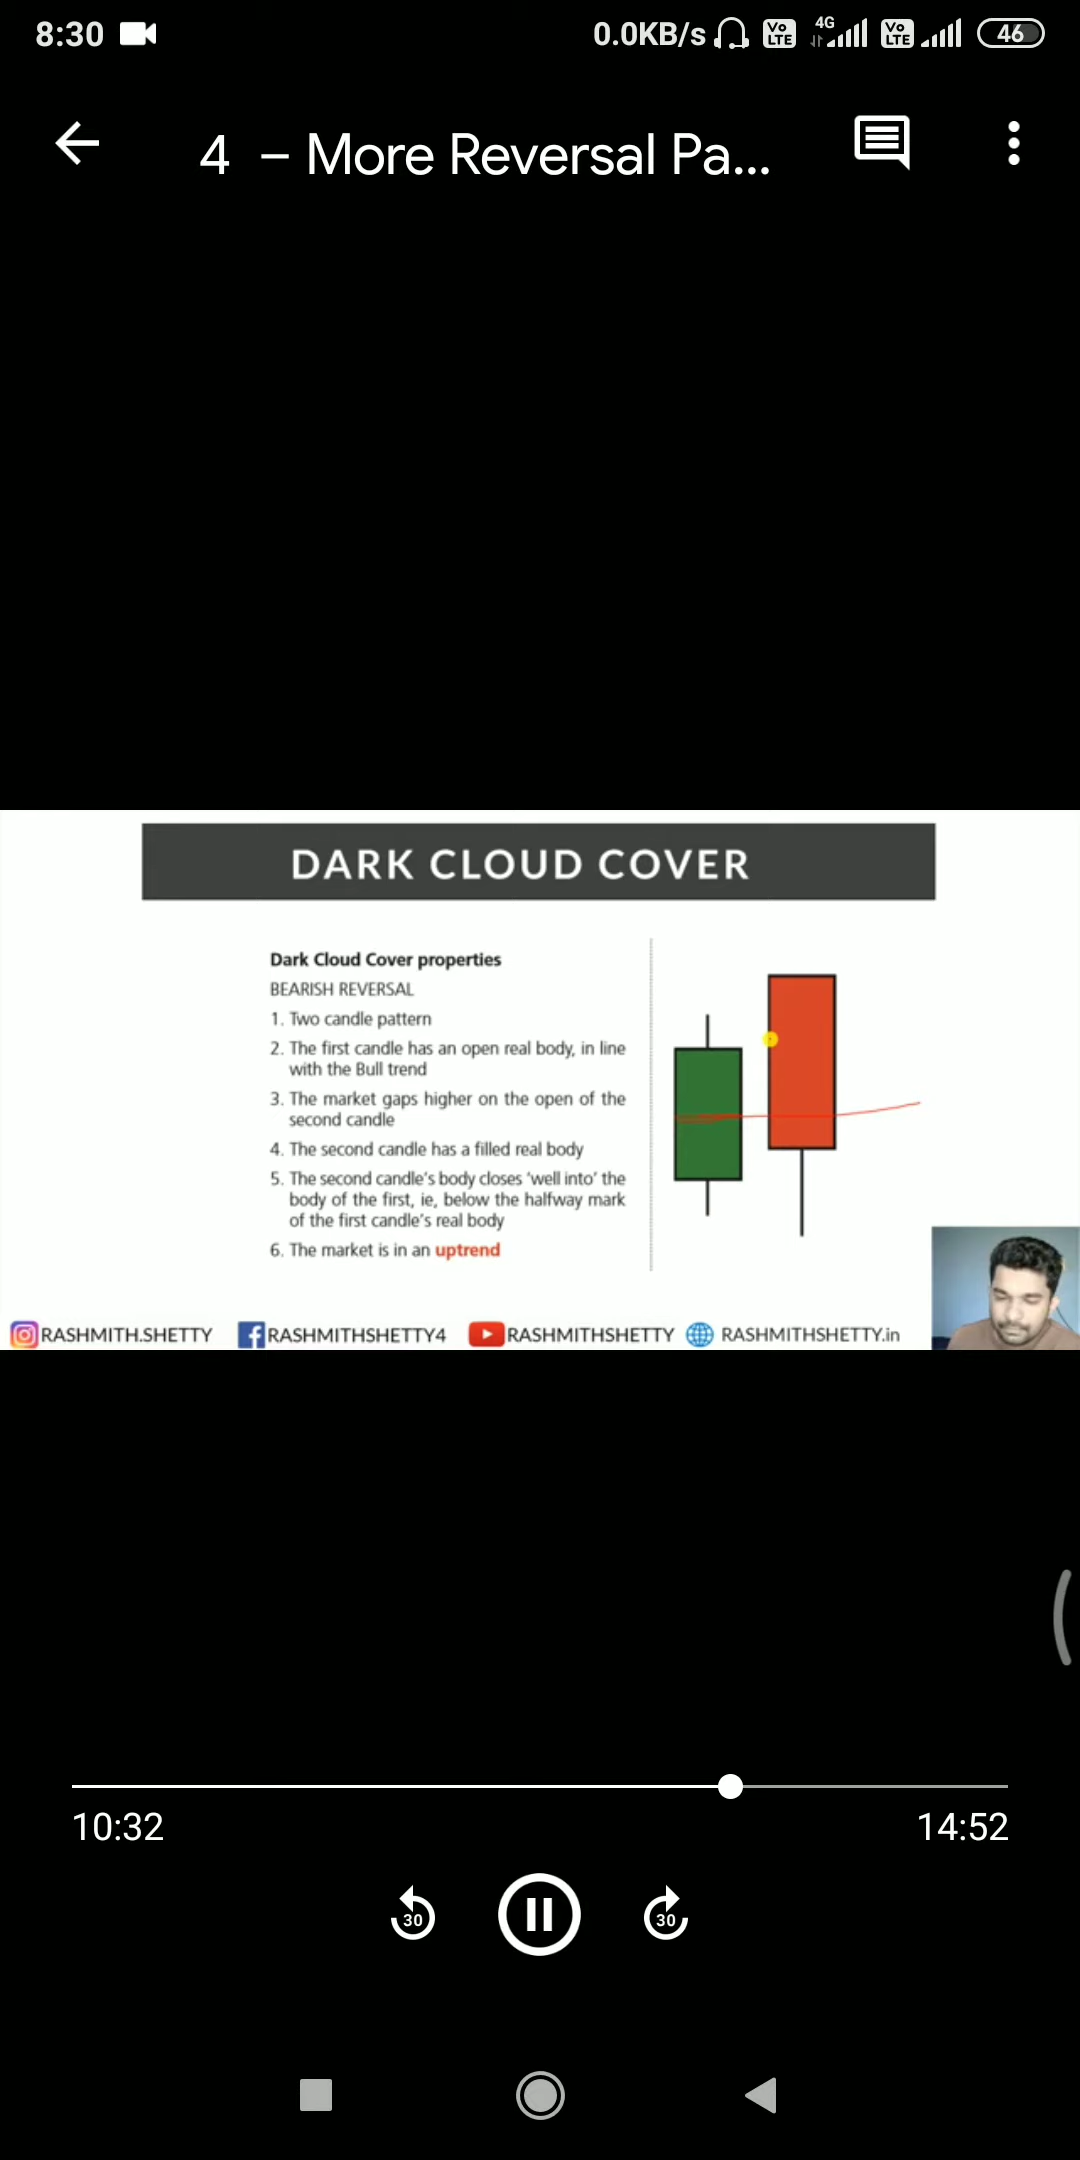 8:30
0.0KB/s
Vo LTE
4G
Vo LTE
46
4 – More Reversal Pa...
DARK CLOUD COVER
Dark Cloud Cover properties
BEARISH REVERSAL
1. Two candle pattern
2. The first candle has an open real body, in line
with the Bull trend
3. The market gaps higher on the open of the
second candle
4. The second candle has a filled real body
5. The second candle's body closes 'well into' the
body of the first, ie, below the halfway mark
of the first candle's real body
6. The market is in an uptrend
RASHMITH.SHETTY RASHMITHSHETTY4 RASHMITHSHETTY RASHMITHSHETTY.in
10:32
14:52
30
30